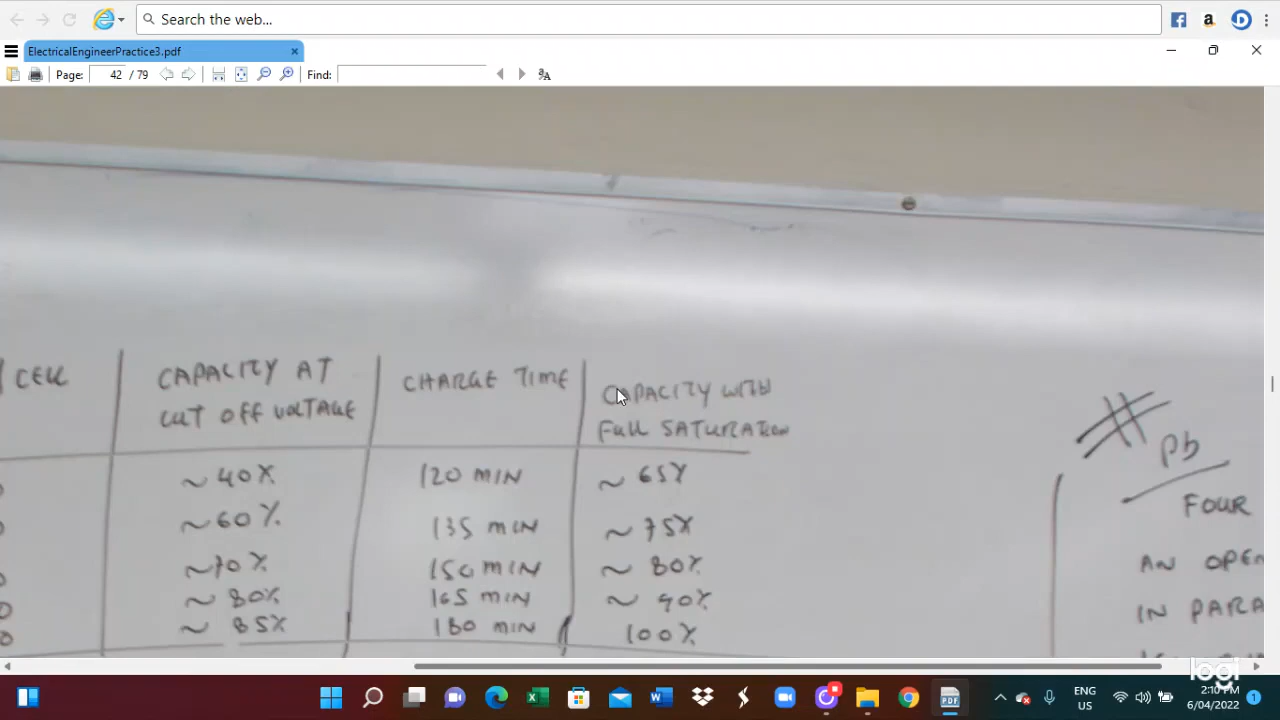 Search the web...
ElectricalEngineerPractice3.pdf
Page: 42 / 79 Find:
CELL
CAPACITY AT
CUT OFF VOLTAGE
CHARGE TIME
CAPACITY WITH
FULL SATURATION
~40% 120 MIN ~ 65%
~60% 135 MIN ~ 75%
~70% 150 MIN ~ 80%
~ 80% 165 MIN ~ 90%
~ 85% 180 MIN 100%
Pb
FOUR
AN OPEN
IN PARA
logi
ENG
US
2:10 PM
6/04/2022